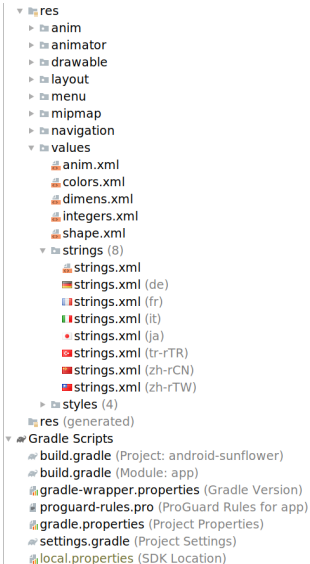 res
anim
animator
drawable
layout
menu
mipmap
navigation
values
anim.xml
colors.xml
dimens.xml
integers.xml
shape.xml
strings (8)
strings.xml
strings.xml (de)
strings.xml (fr)
strings.xml (it)
strings.xml (ja)
strings.xml (tr-rTR)
strings.xml (zh-rCN)
strings.xml (zh-rTW)
styles (4)
res (generated)
Gradle Scripts
build.gradle (Project: android-sunflower)
build.gradle (Module: app)
gradle-wrapper.properties (Gradle Version)
proguard-rules.pro (ProGuard Rules for app)
gradle.properties (Project Properties)
settings.gradle (Project Settings)
local.properties (SDK Location)